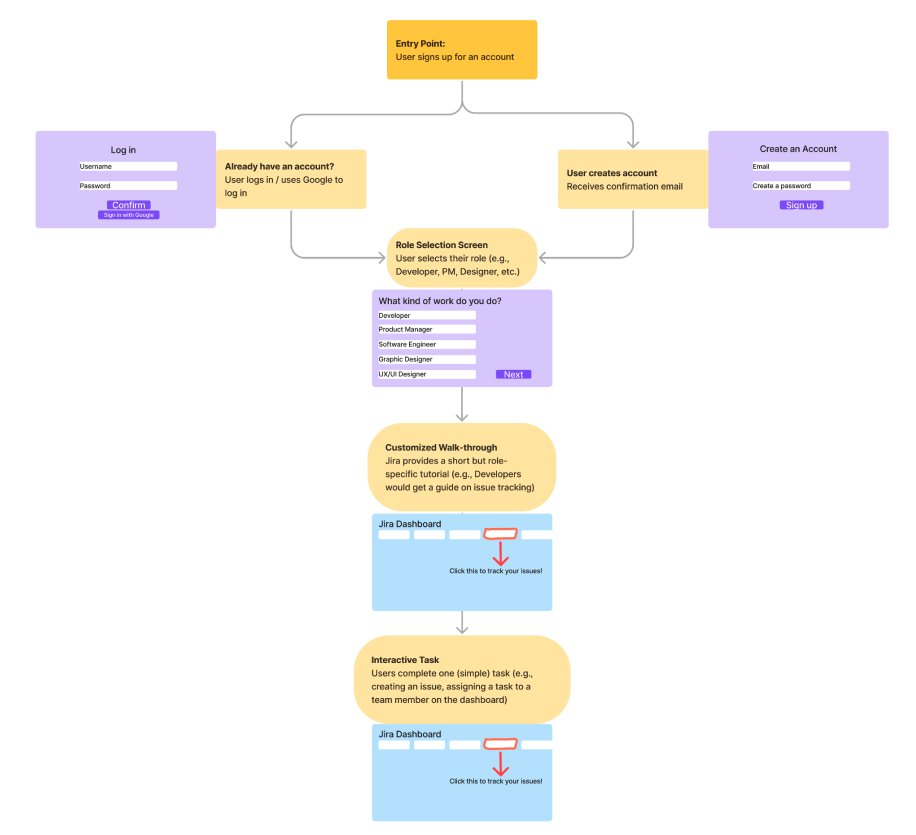 Entry Point:
User signs up for an account
Log in
Username
Password
Confirm
Sign in with Google
Already have an account?
User logs in / uses Google to
log in
User creates account
Receives confirmation email
Create an Account
Email
Create a password
Sign up
Role Selection Screen
User selects their role (e.g.,
Developer, PM, Designer, etc.)
What kind of work do you do?
Developer
Product Manager
Software Engineer
Graphic Designer
UX/UI Designer
Next
Customized Walk-through
Jira provides a short but role-
specific tutorial (e.g., Developers
would get a guide on issue tracking)
Jira Dashboard
Click this to track your issues!
Interactive Task
Users complete one (simple) task (e.g.,
creating an issue, assigning a task to a
team member on the dashboard)
Jira Dashboard
Click this to track your issues!